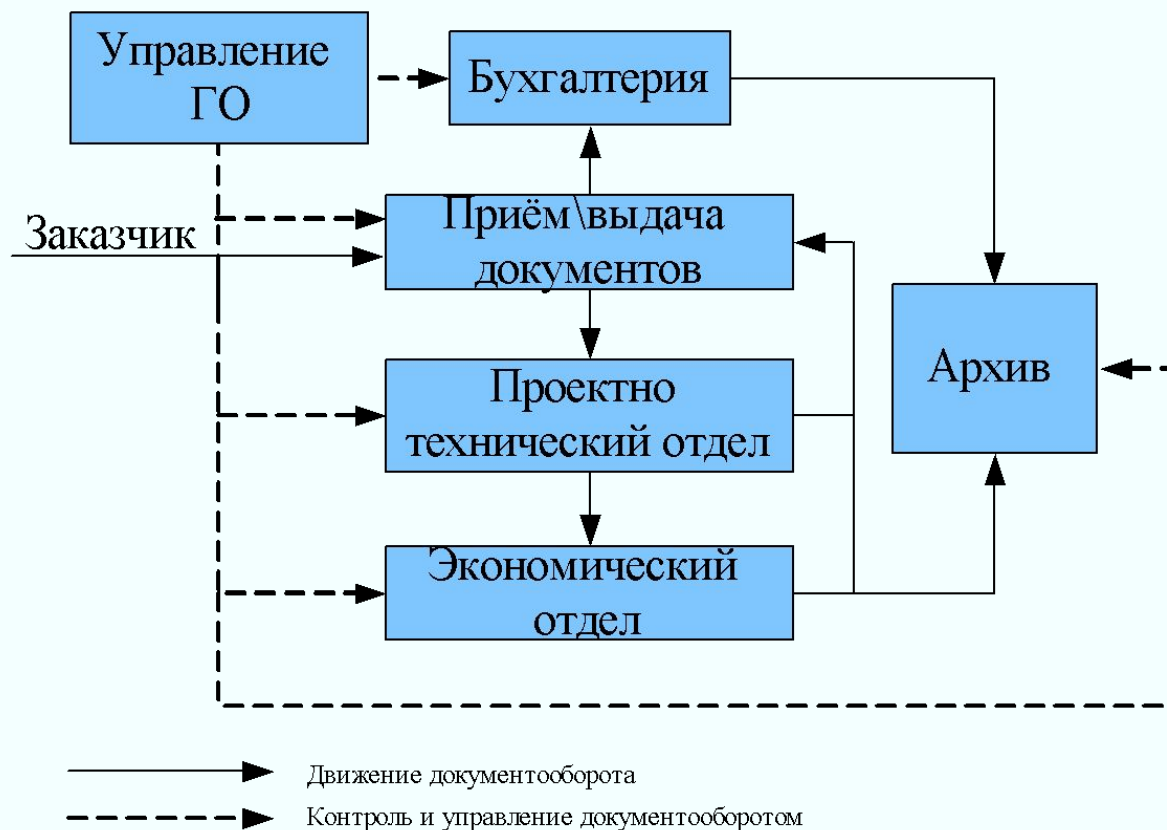 Управление
ГО
Бухгалтерия
Приём\выдача
документов
Заказчик
Архив
Проектно
технический отдел
Экономический
отдел
Движение документооборота
Контроль и управление документооборотом